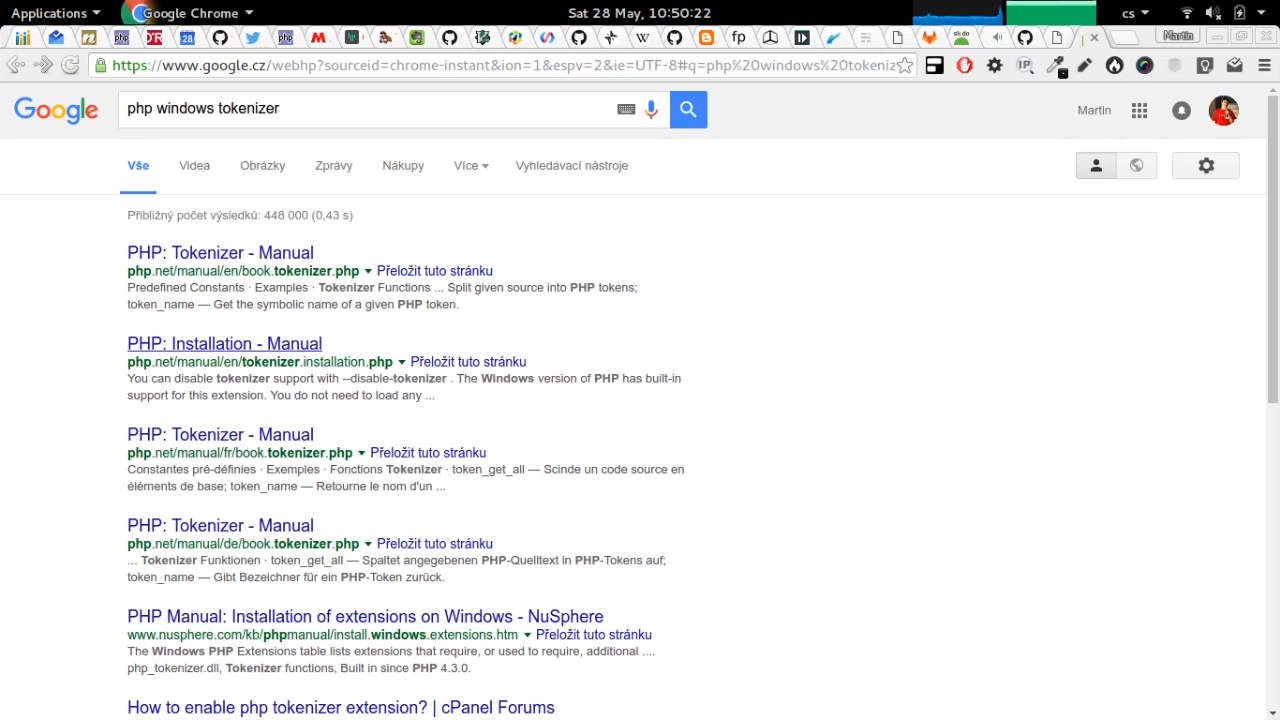 Applications Google Chrome Sat 28 May, 10:50:22 cs
Martin
https://www.google.cz/webhp?sourceid=chrome-instant&ion=1&espv=2&ie=UTF-8#q=php%20windows%20tokeniz
Google php windows tokenizer Martin
Vše Videa Obrázky Zprávy Nákupy Více Vyhledávací nástroje
Přibližný počet výsledků: 448 000 (0,43 s)
PHP: Tokenizer - Manual
php.net/manual/en/book.tokenizer.php Přeložit tuto stránku
Predefined Constants · Examples · Tokenizer Functions ... Split given source into PHP tokens;
token_name — Get the symbolic name of a given PHP token.
PHP: Installation - Manual
php.net/manual/en/tokenizer.installation.php Přeložit tuto stránku
You can disable tokenizer support with --disable-tokenizer . The Windows version of PHP has built-in
support for this extension. You do not need to load any ...
PHP: Tokenizer - Manual
php.net/manual/fr/book.tokenizer.php Přeložit tuto stránku
Constantes pré-définies · Exemples · Fonctions Tokenizer · token_get_all — Scinde un code source en
éléments de base; token_name — Retourne le nom d'un ...
PHP: Tokenizer - Manual
php.net/manual/de/book.tokenizer.php Přeložit tuto stránku
... Tokenizer Funktionen · token_get_all — Spaltet angegebenen PHP-Quelltext in PHP-Tokens auf;
token_name — Gibt Bezeichner für ein PHP-Token zurück.
PHP Manual: Installation of extensions on Windows - NuSphere
www.nusphere.com/kb/phpmanual/install.windows.extensions.htm Přeložit tuto stránku
The Windows PHP Extensions table lists extensions that require, or used to require, additional ....
php_tokenizer.dll, Tokenizer functions, Built in since PHP 4.3.0.
How to enable php tokenizer extension? | cPanel Forums